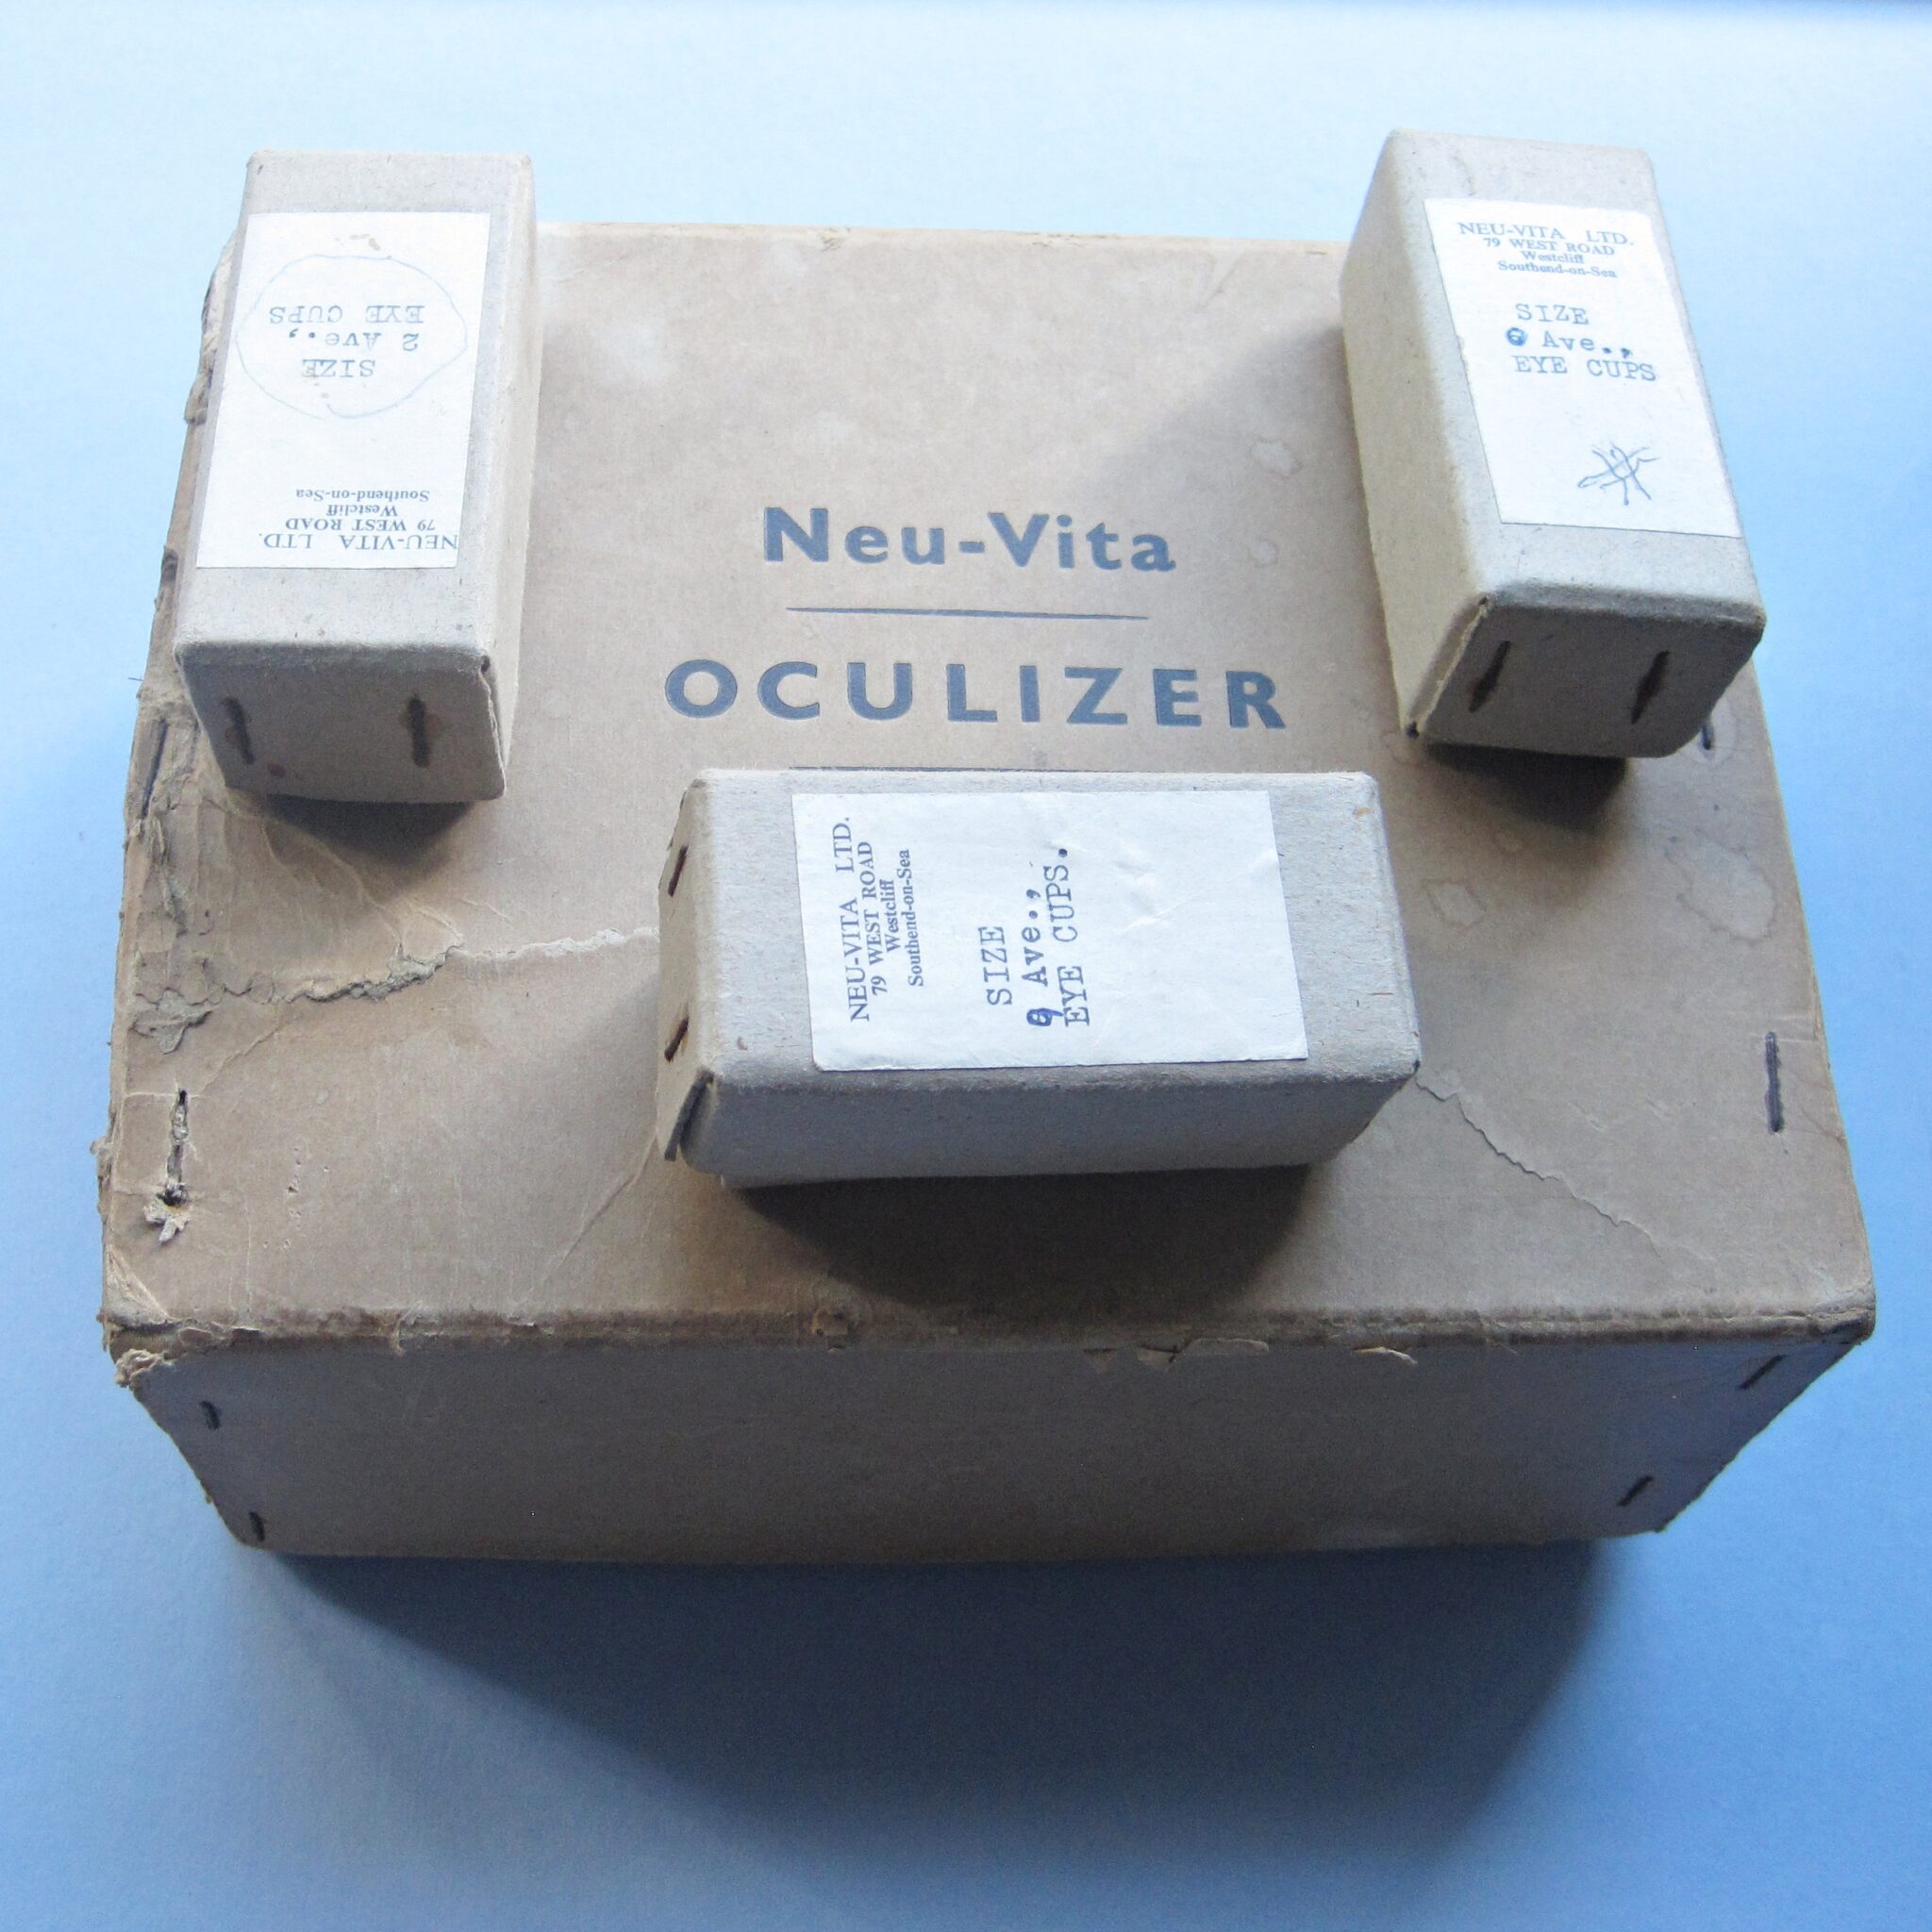 Neu-Vita
OCULIZER
NEU-VITA LTD.
79 WEST ROAD
Westcliff
Southend-on-Sea
SIZE
2 Ave.,
EYE CUPS
NEU-VITA LTD.
79 WEST ROAD
Westcliff
Southend-on-Sea
SIZE
Ave.,
EYE CUPS
NEU-VITA LTD.
79 WEST ROAD
Westcliff
Southend-on-Sea
SIZE
Ave.,
EYE CUPS.